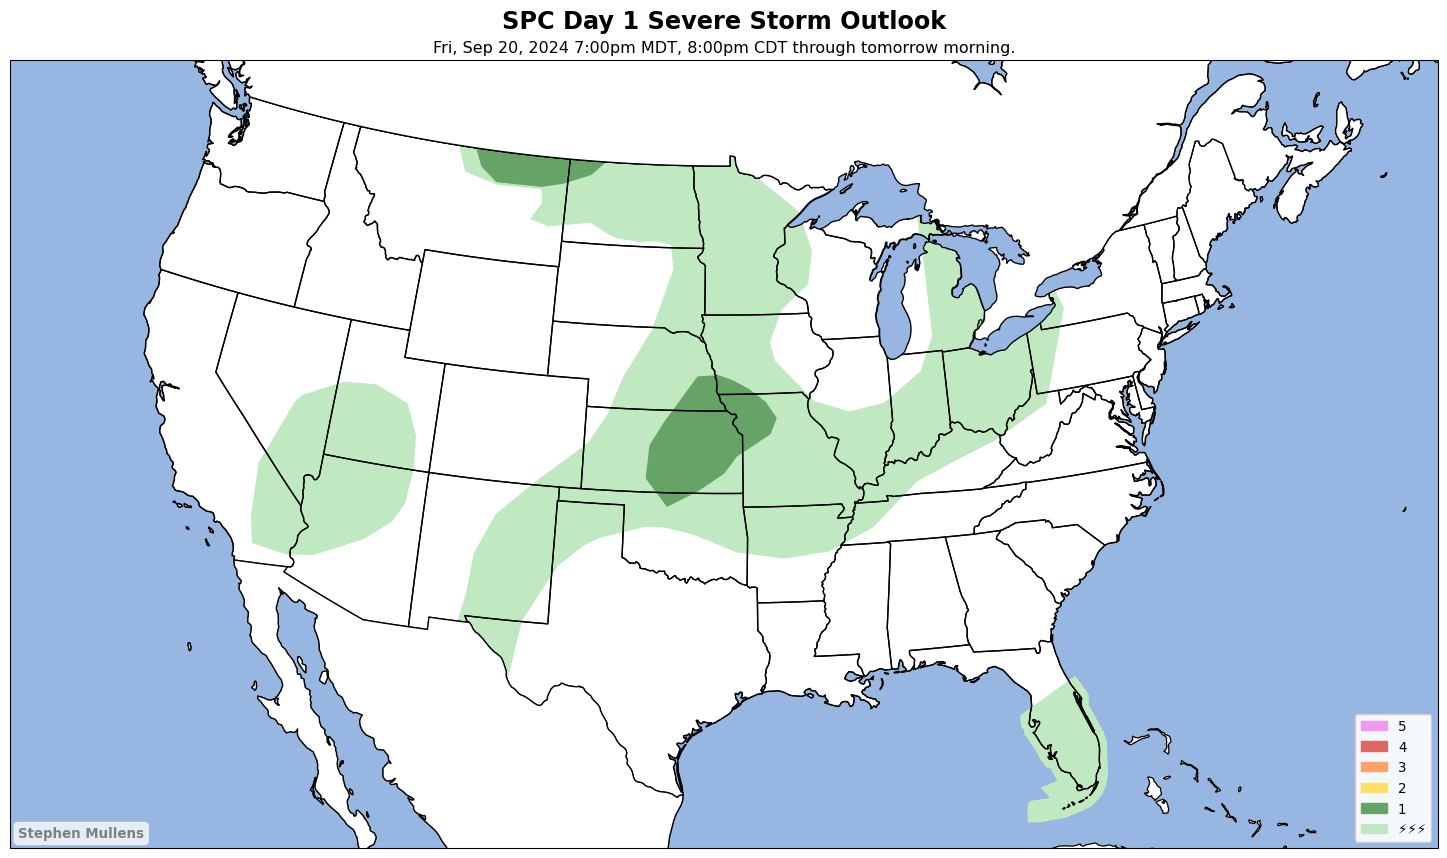 SPC Day 1 Severe Storm Outlook
Fri, Sep 20, 2024 7:00pm MDT, 8:00pm CDT through tomorrow morning.
5
4
3
2
1
⚡⚡⚡
Stephen Mullens